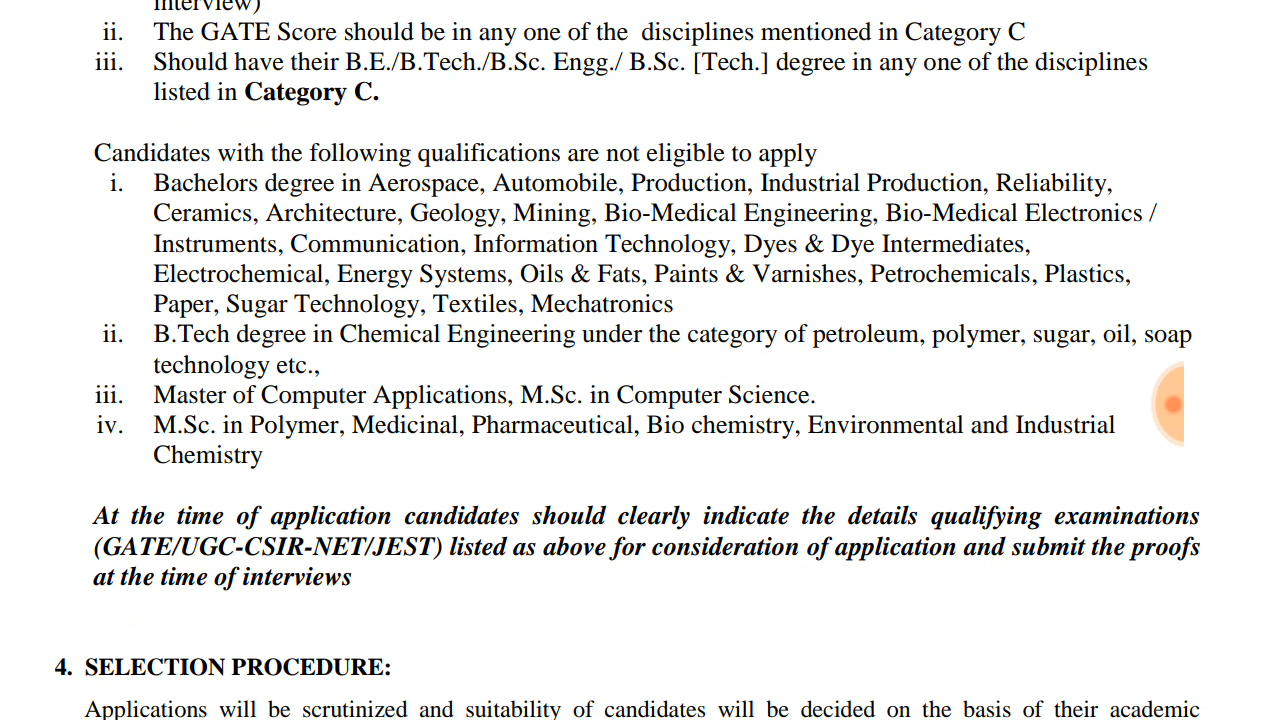 interview)
ii. The GATE Score should be in any one of the disciplines mentioned in Category C
iii. Should have their B.E./B.Tech./B.Sc. Engg./ B.Sc. [Tech.] degree in any one of the disciplines
listed in Category C.
Candidates with the following qualifications are not eligible to apply
i. Bachelors degree in Aerospace, Automobile, Production, Industrial Production, Reliability,
Ceramics, Architecture, Geology, Mining, Bio-Medical Engineering, Bio-Medical Electronics /
Instruments, Communication, Information Technology, Dyes & Dye Intermediates,
Electrochemical, Energy Systems, Oils & Fats, Paints & Varnishes, Petrochemicals, Plastics,
Paper, Sugar Technology, Textiles, Mechatronics
ii. B.Tech degree in Chemical Engineering under the category of petroleum, polymer, sugar, oil, soap
technology etc.,
iii. Master of Computer Applications, M.Sc. in Computer Science.
iv. M.Sc. in Polymer, Medicinal, Pharmaceutical, Bio chemistry, Environmental and Industrial
Chemistry
At the time of application candidates should clearly indicate the details qualifying examinations
(GATE/UGC-CSIR-NET/JEST) listed as above for consideration of application and submit the proofs
at the time of interviews
4. SELECTION PROCEDURE:
Applications will be scrutinized and suitability of candidates will be decided on the basis of their academic